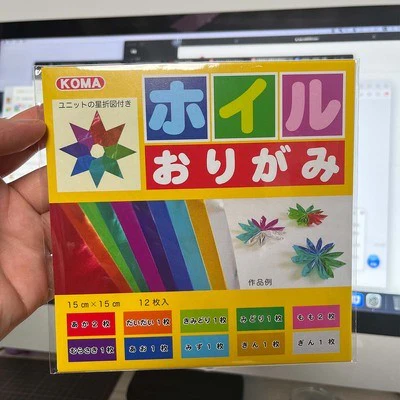 KOMA
ユニットの星折図付き
ホイル
おりがみ
作品例
15㎝×15㎝ 12枚入
あか2枚 だいだい1枚 きみどり1枚 みどり1枚 もも2枚
むらさき1枚 あお1枚 みず1枚 きん1枚 ぎん1枚